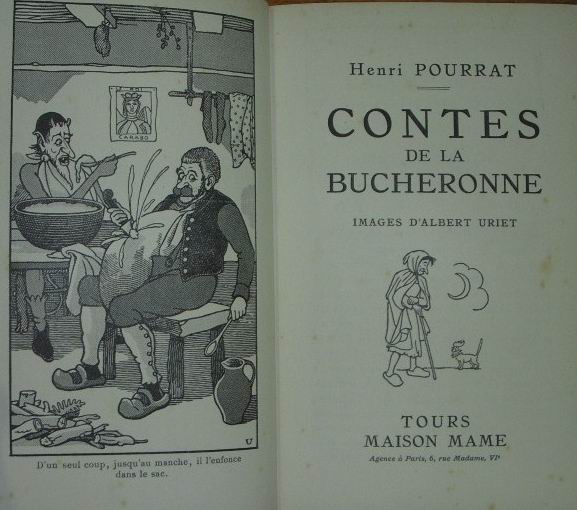 CARABO
U
D'un seul coup, jusqu'au manche, il l'enfonce
dans le sac.
Henri POURRAT
CONTES
DE LA
BUCHERONNE
IMAGES D'ALBERT URIET
TOURS
MAISON MAME
Agence à Paris, 6, rue Madame, VIᵉ